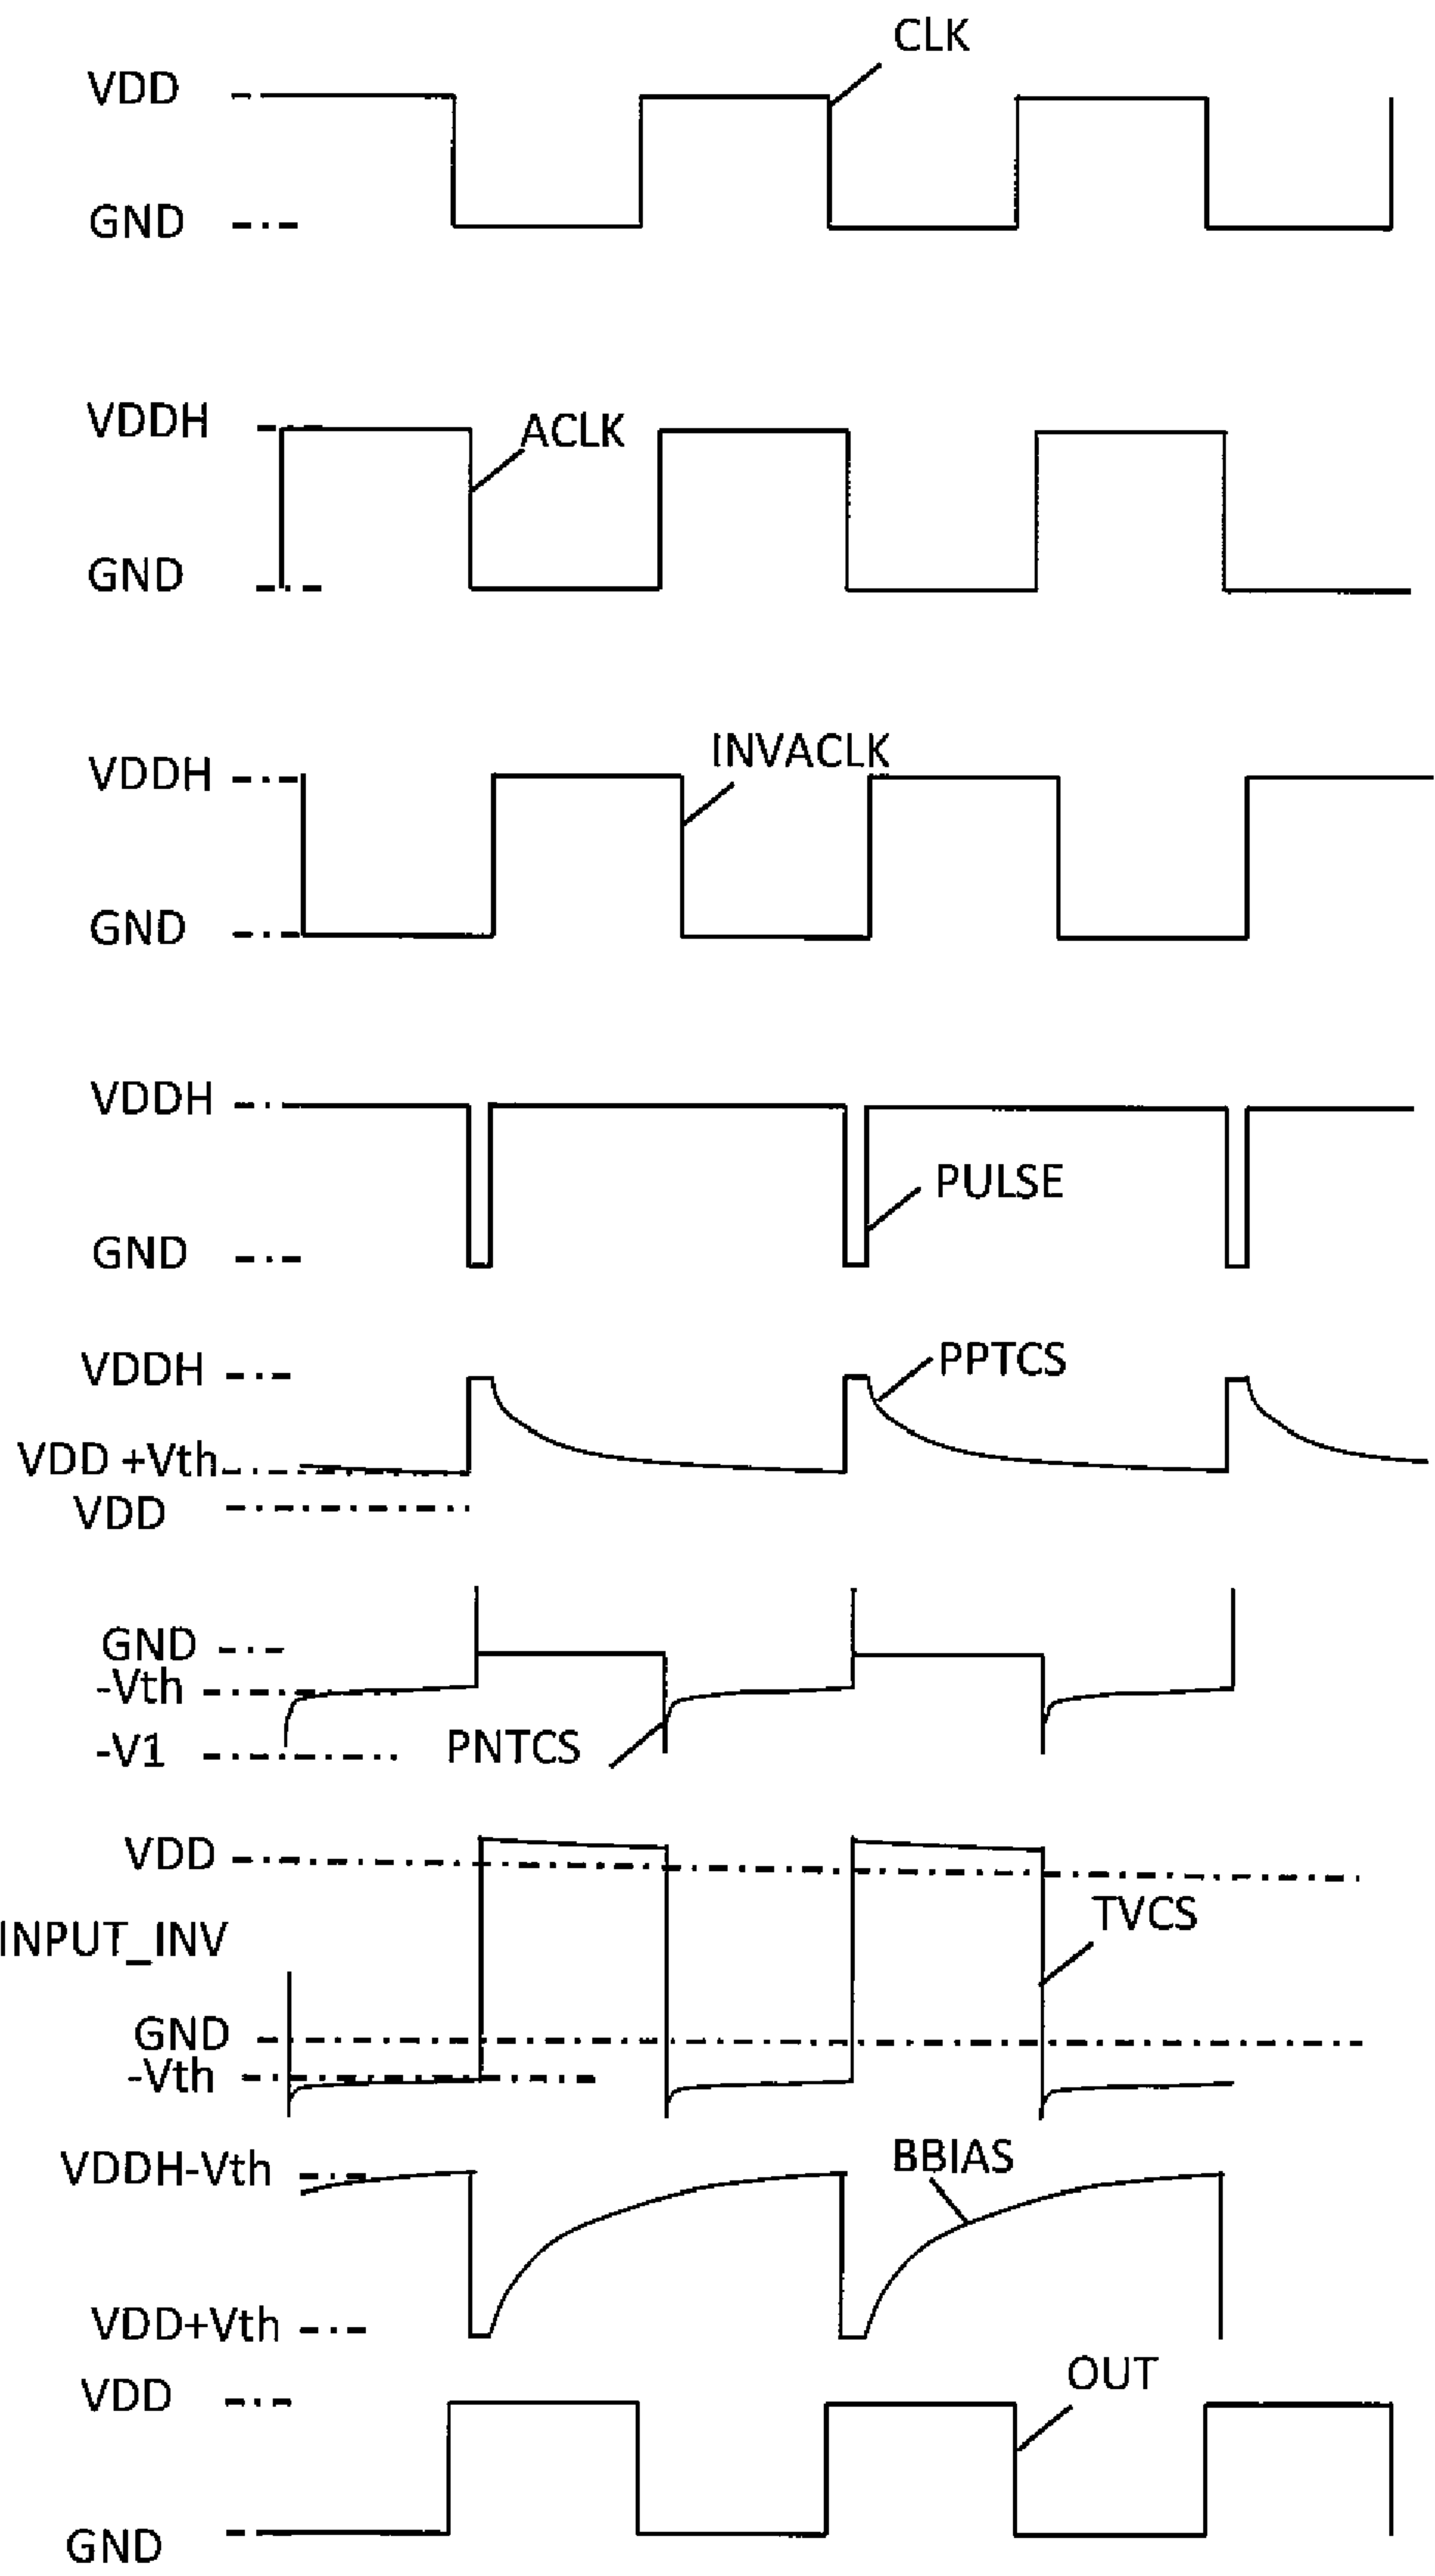 CLK
VDD
GND
VDDH
ACLK
GND
INVACLK
VDDH
GND
VDDH
PULSE
GND
PPTCS
VDDH
VDD +Vth
VDD
GND
-Vth
-V1
PNTCS
VDD
TVCS
INPUT_INV
GND
-Vth
BBIAS
VDDH-Vth
VDD+Vth
OUT
VDD
GND